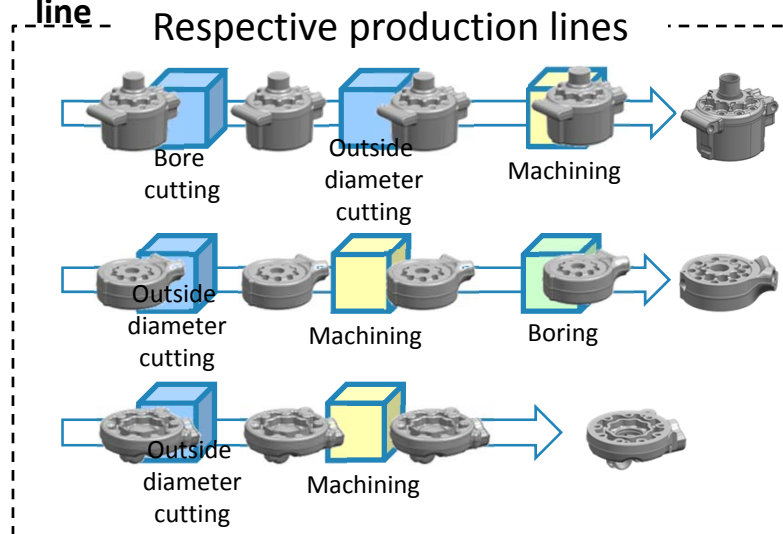 line
Respective production lines
Bore
cutting
Outside
diameter
cutting
Machining
Outside
diameter
cutting
Machining
Boring
Outside
diameter
cutting
Machining